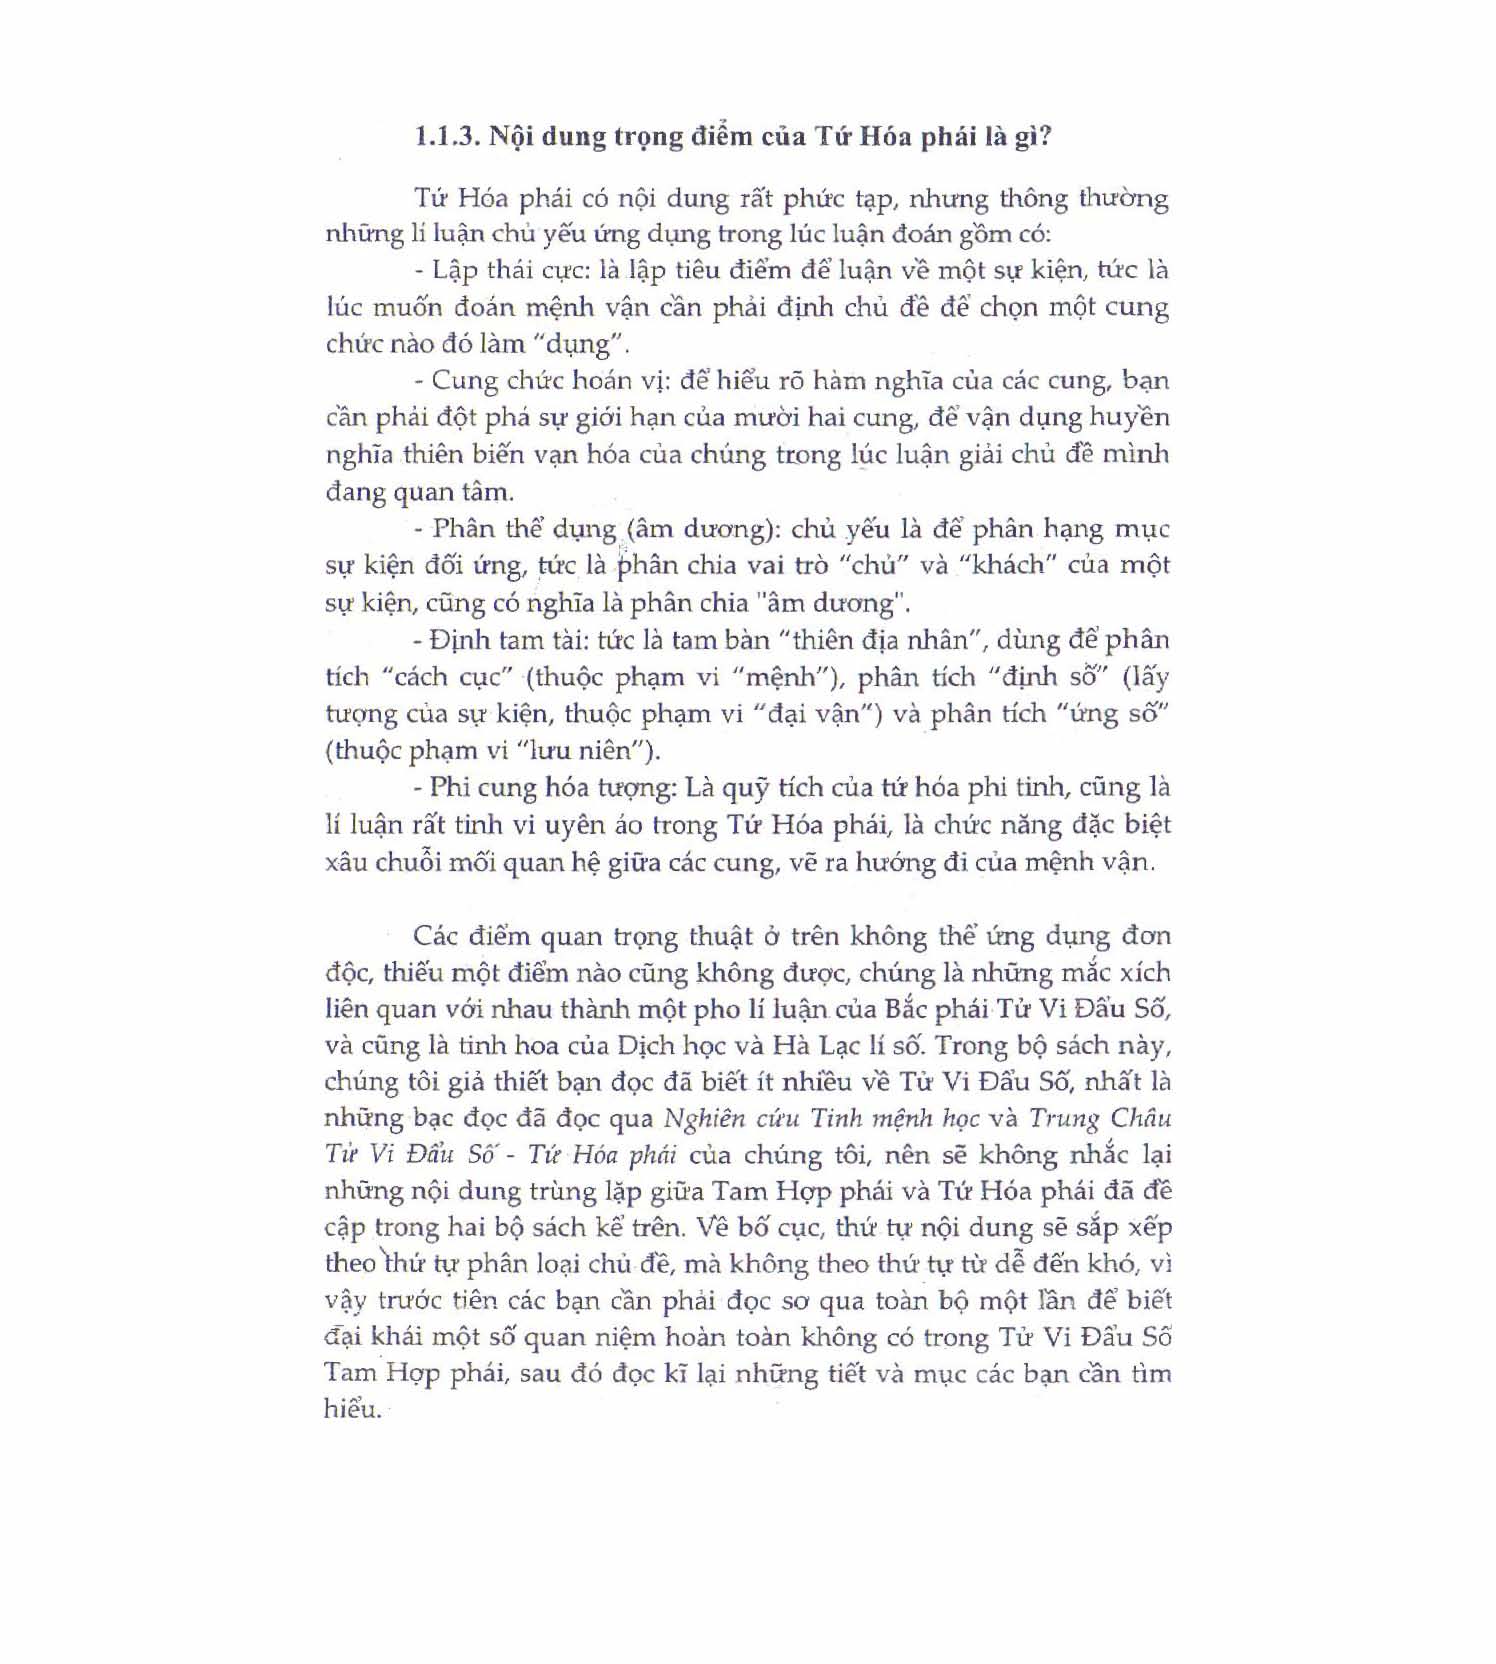 1.1.3. Nội dung trọng điểm của Tứ Hóa phái là gì?
Tứ Hóa phái có nội dung rất phức tạp, nhưng thông thường
những lí luận chủ yếu ứng dụng trong lúc luận đoán gồm có:
- Lập thái cực: là lập tiêu điểm để luận về một sự kiện, tức là
lúc muốn đoán mệnh vận cần phải định chủ đề để chọn một cung
chức nào đó làm "dụng".
- Cung chức hoán vị: để hiểu rõ hàm nghĩa của các cung, bạn
cần phải đột phá sự giới hạn của mười hai cung, để vận dụng huyền
nghĩa thiên biến vạn hóa của chúng trong lúc luận giải chủ đề mình
đang quan tâm.
- Phân thể dụng (âm dương): chủ yếu là để phân hạng mục
sự kiện đối ứng, tức là phân chia vai trò "chủ" và "khách" của một
sự kiện, cũng có nghĩa là phân chia "âm dương".
- Định tam tài: tức là tam bàn "thiên địa nhân", dùng để phân
tích "cách cục" (thuộc phạm vi "mệnh"), phân tích "định số" (lấy
tượng của sự kiện, thuộc phạm vi "đại vận") và phân tích "ứng số"
(thuộc phạm vi "lưu niên").
- Phi cung hóa tượng: Là quỹ tích của tứ hóa phi tinh, cũng là
lí luận rất tinh vi uyên áo trong Tứ Hóa phái, là chức năng đặc biệt
xâu chuỗi mối quan hệ giữa các cung, vẽ ra hướng đi của mệnh vận.
Các điểm quan trọng thuật ở trên không thể ứng dụng đơn
độc, thiếu một điểm nào cũng không được, chúng là những mắc xích
liên quan với nhau thành một pho lí luận của Bắc phái Tử Vi Đẩu Số,
và cũng là tinh hoa của Dịch học và Hà Lạc lí số. Trong bộ sách này,
chúng tôi giả thiết bạn đọc đã biết ít nhiều về Tử Vi Đẩu Số, nhất là
những bạc đọc đã đọc qua Nghiên cứu Tinh mệnh học và Trung Châu
Tử Vi Đẩu Số - Tứ Hóa phái của chúng tôi, nên sẽ không nhắc lại
những nội dung trùng lặp giữa Tam Hợp phái và Tứ Hóa phái đã đề
cập trong hai bộ sách kể trên. Về bố cục, thứ tự nội dung sẽ sắp xếp
theo thứ tự phân loại chủ đề, mà không theo thứ tự từ dễ đến khó, vì
vậy trước tiên các bạn cần phải đọc sơ qua toàn bộ một lần để biết
đại khái một số quan niệm hoàn toàn không có trong Tử Vi Đẩu Số
Tam Hợp phái, sau đó đọc kĩ lại những tiết và mục các bạn cần tìm
hiểu.